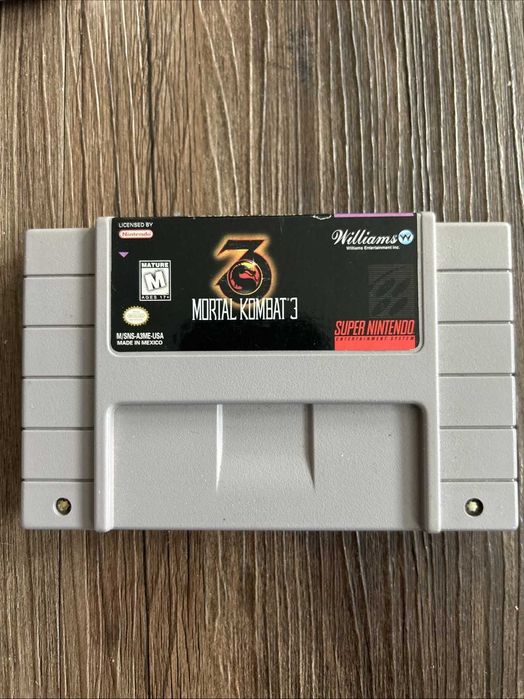 LICENSED BY
Nintendo
MATURE
M
AGES 17+
M/SNS-A3ME-USA
MADE IN MEXICO
3
MORTAL KOMBAT 3
Williams
Williams Entertainment Inc.
SUPER NINTENDO
ENTERTAINMENT SYSTEM